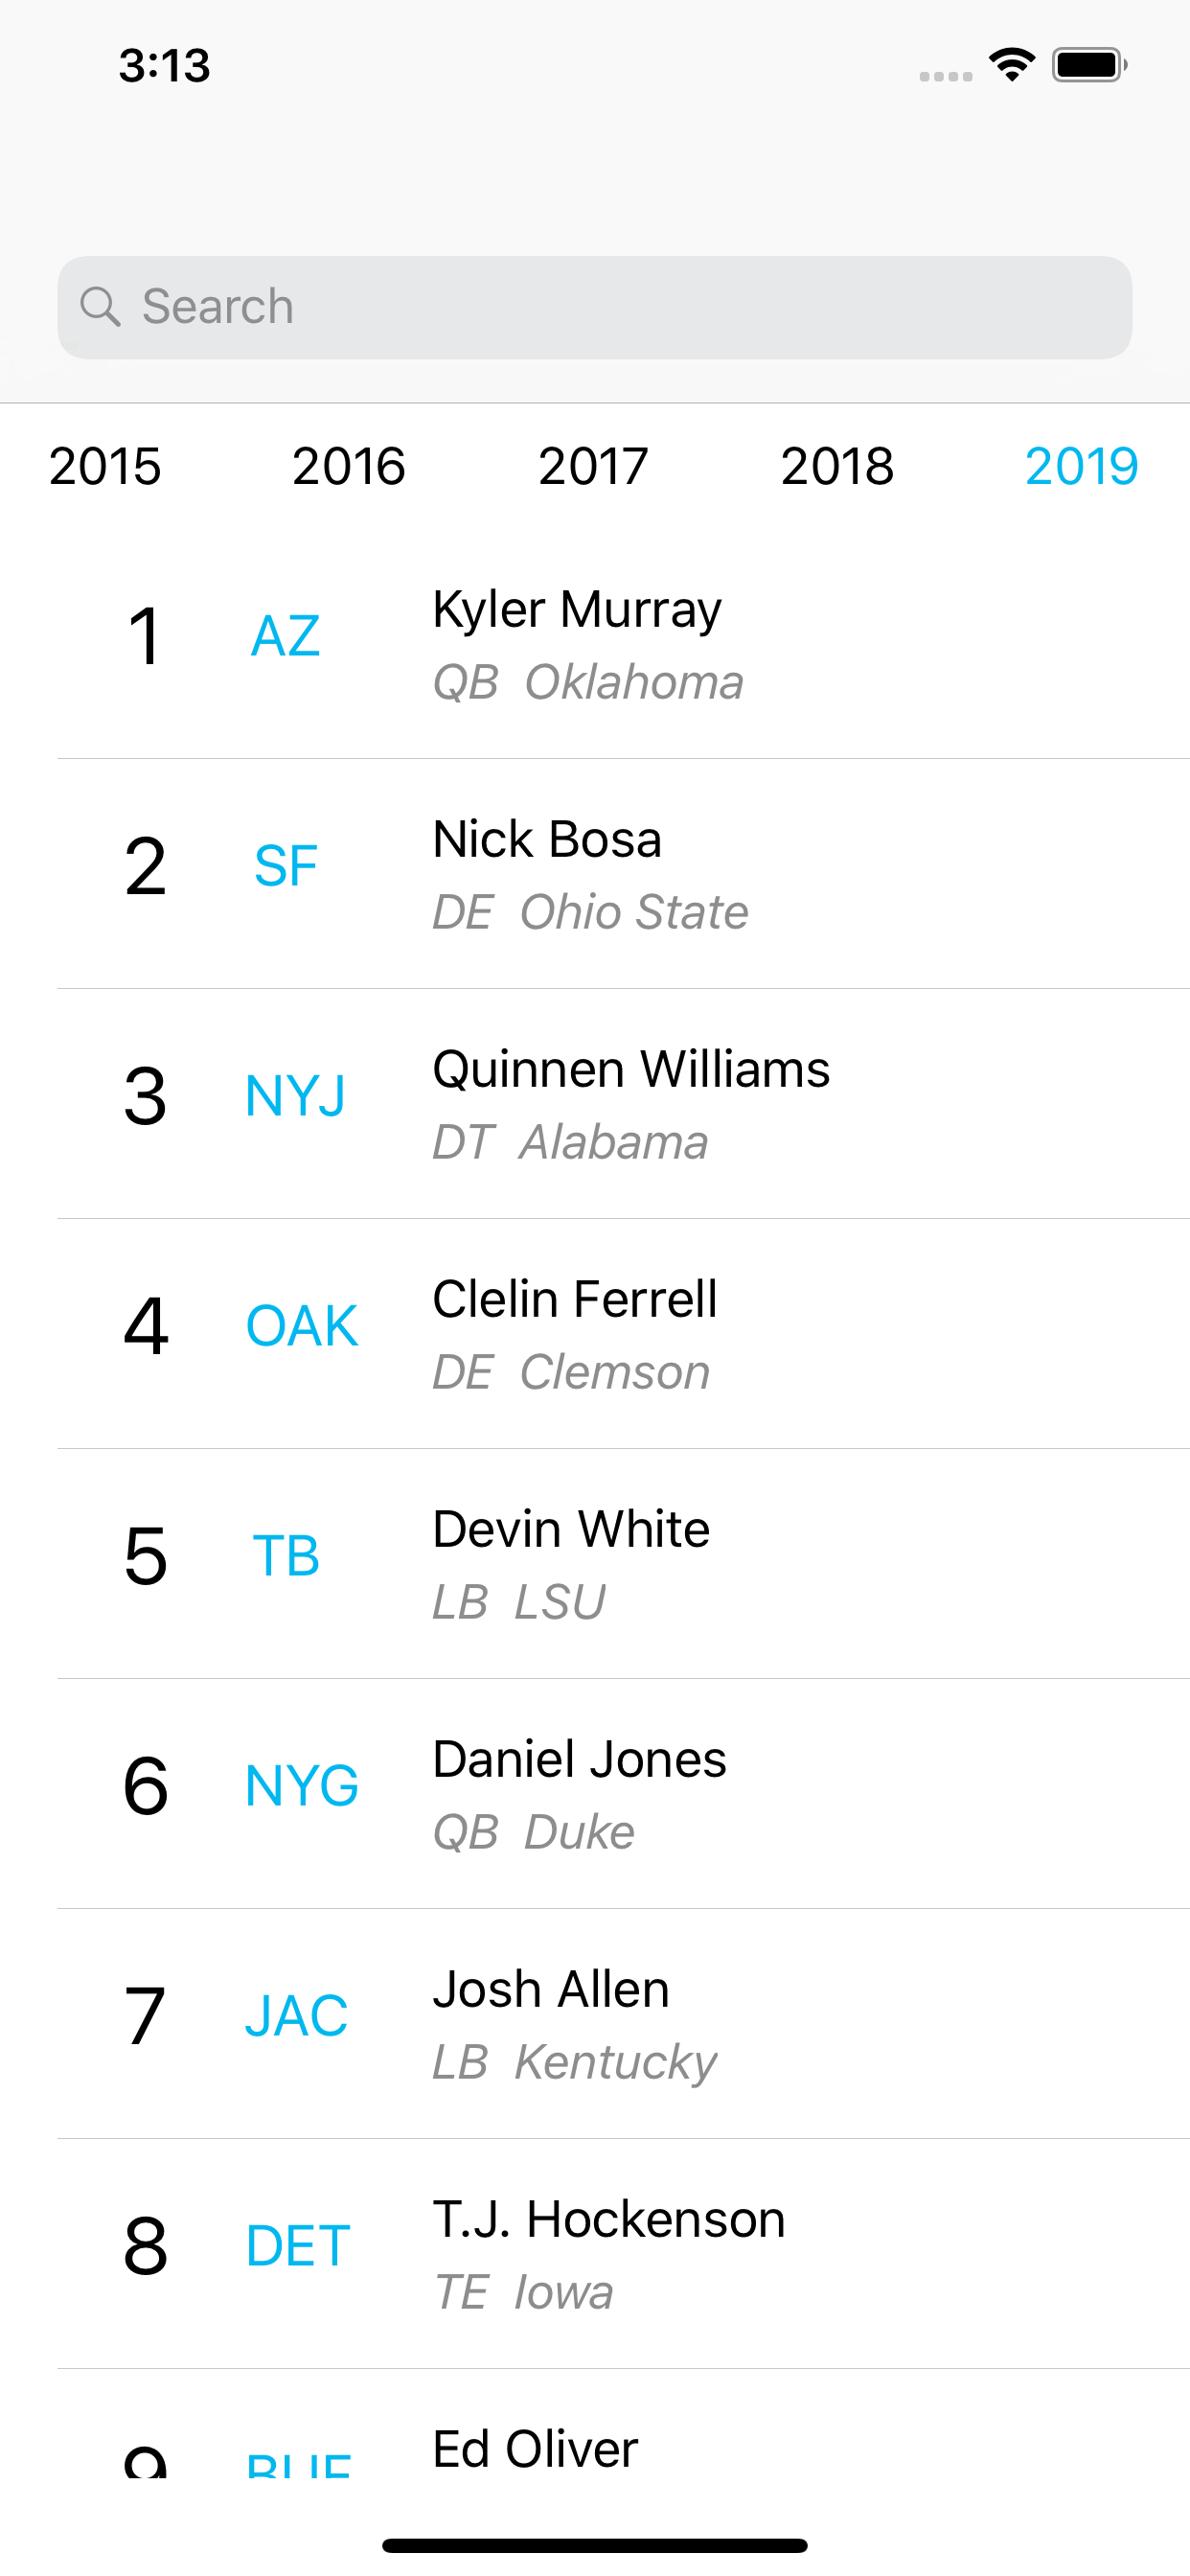 3:13
Search
2015 2016 2017 2018 2019
1 AZ Kyler Murray
QB Oklahoma
2 SF Nick Bosa
DE Ohio State
3 NYJ Quinnen Williams
DT Alabama
4 OAK Clelin Ferrell
DE Clemson
5 TB Devin White
LB LSU
6 NYG Daniel Jones
QB Duke
7 JAC Josh Allen
LB Kentucky
8 DET T.J. Hockenson
TE Iowa
9 BUF Ed Oliver